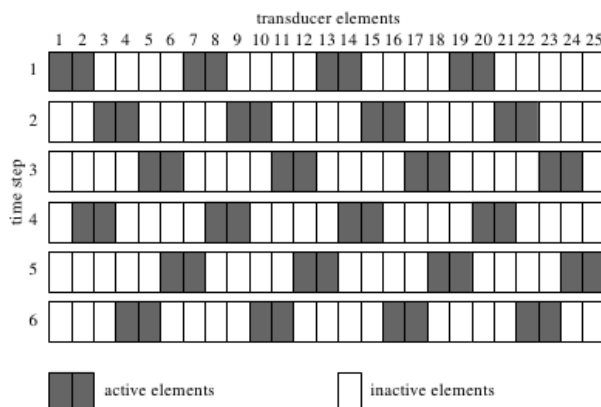 transducer elements
1 2 3 4 5 6 7 8 9 10 11 12 13 14 15 16 17 18 19 20 21 22 23 24 25
time step
1
2
3
4
5
6
active elements
inactive elements